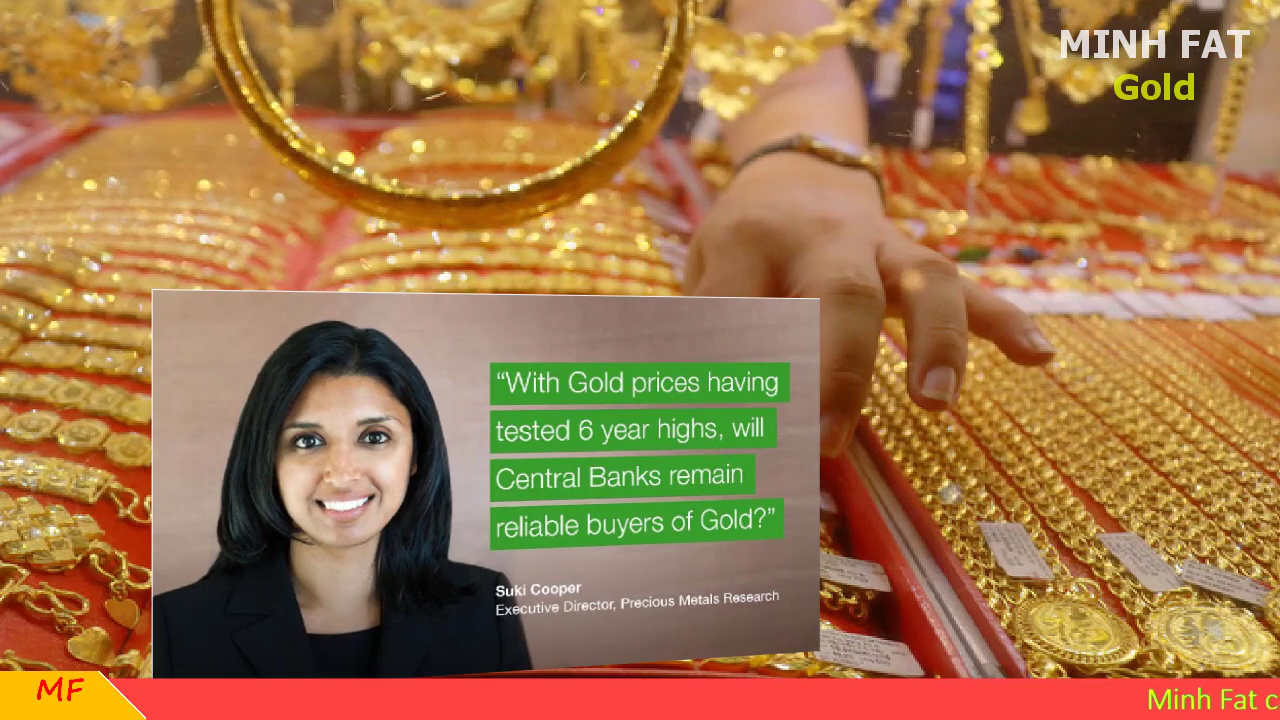 MINH FAT
Gold
“With Gold prices having
tested 6 year highs, will
Central Banks remain
reliable buyers of Gold?”
Suki Cooper
Executive Director, Precious Metals Research
MF
Minh Fat c